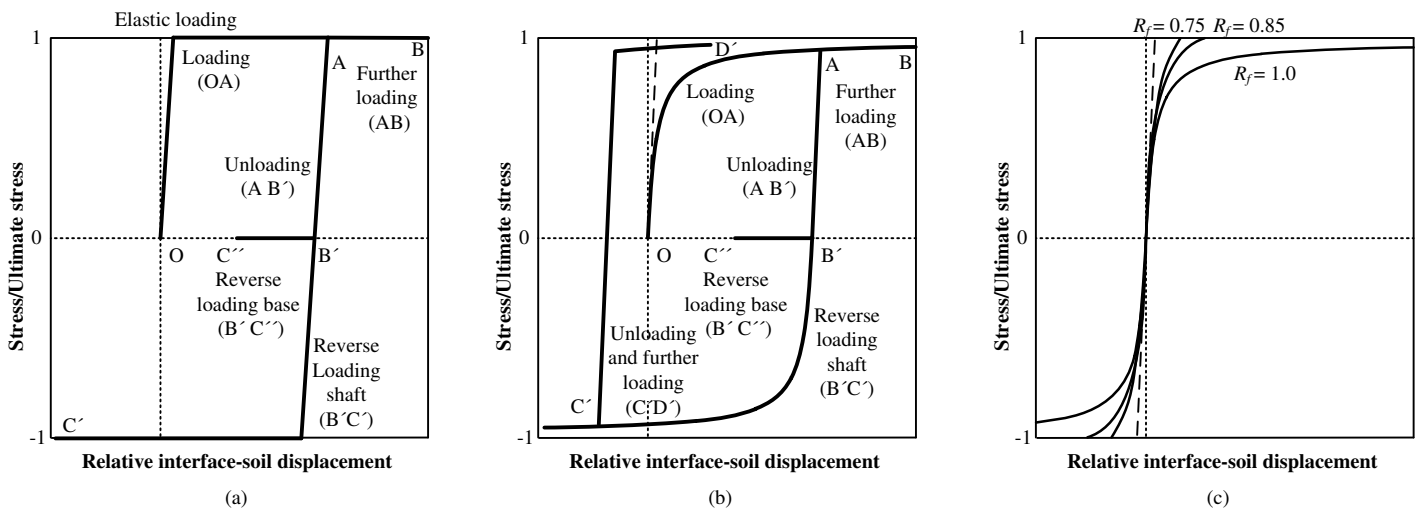 Elastic loading
1
Loading
(OA)
A
B
Further
loading
(AB)
Unloading
(A B´)
0
O
C´´
B´
Reverse
loading base
(B´ C´´)
Reverse
Loading
shaft
(B´C´)
C´
-1
Stress/Ultimate stress
Relative interface-soil displacement
(a)
1
D´
A
B
Loading
(OA)
Further
loading
(AB)
Unloading
(A B´)
0
O
C´´
B´
Reverse
loading base
(B´ C´´)
Reverse
loading
shaft
(B´C´)
Unloading
and further
loading
(C´D´)
C´
-1
Stress/Ultimate stress
Relative interface-soil displacement
(b)
Rf = 0.75 Rf = 0.85
1
Rf = 1.0
0
-1
Stress/Ultimate stress
Relative interface-soil displacement
(c)